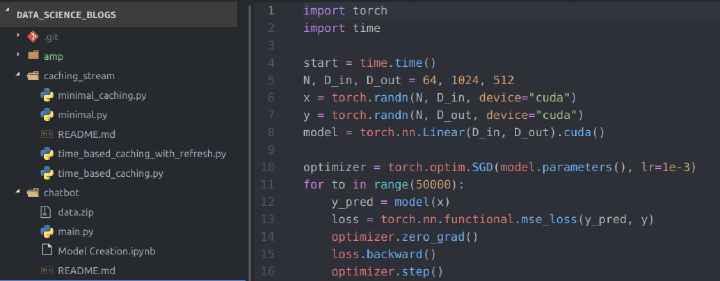 DATA_SCIENCE_BLOGS
.git
amp
caching_stream
minimal_caching.py
minimal.py
README.md
time_based_caching_with_refresh.py
time_based_caching.py
chatbot
data.zip
main.py
Model Creation.ipynb
README.md
1 import torch
2 import time
3
4 start = time.time()
5 N, D_in, D_out = 64, 1024, 512
6 x = torch.randn(N, D_in, device="cuda")
7 y = torch.randn(N, D_out, device="cuda")
8 model = torch.nn.Linear(D_in, D_out).cuda()
9
10 optimizer = torch.optim.SGD(model.parameters(), lr=1e-3)
11 for to in range(50000):
12     y_pred = model(x)
13     loss = torch.nn.functional.mse_loss(y_pred, y)
14     optimizer.zero_grad()
15     loss.backward()
16     optimizer.step()